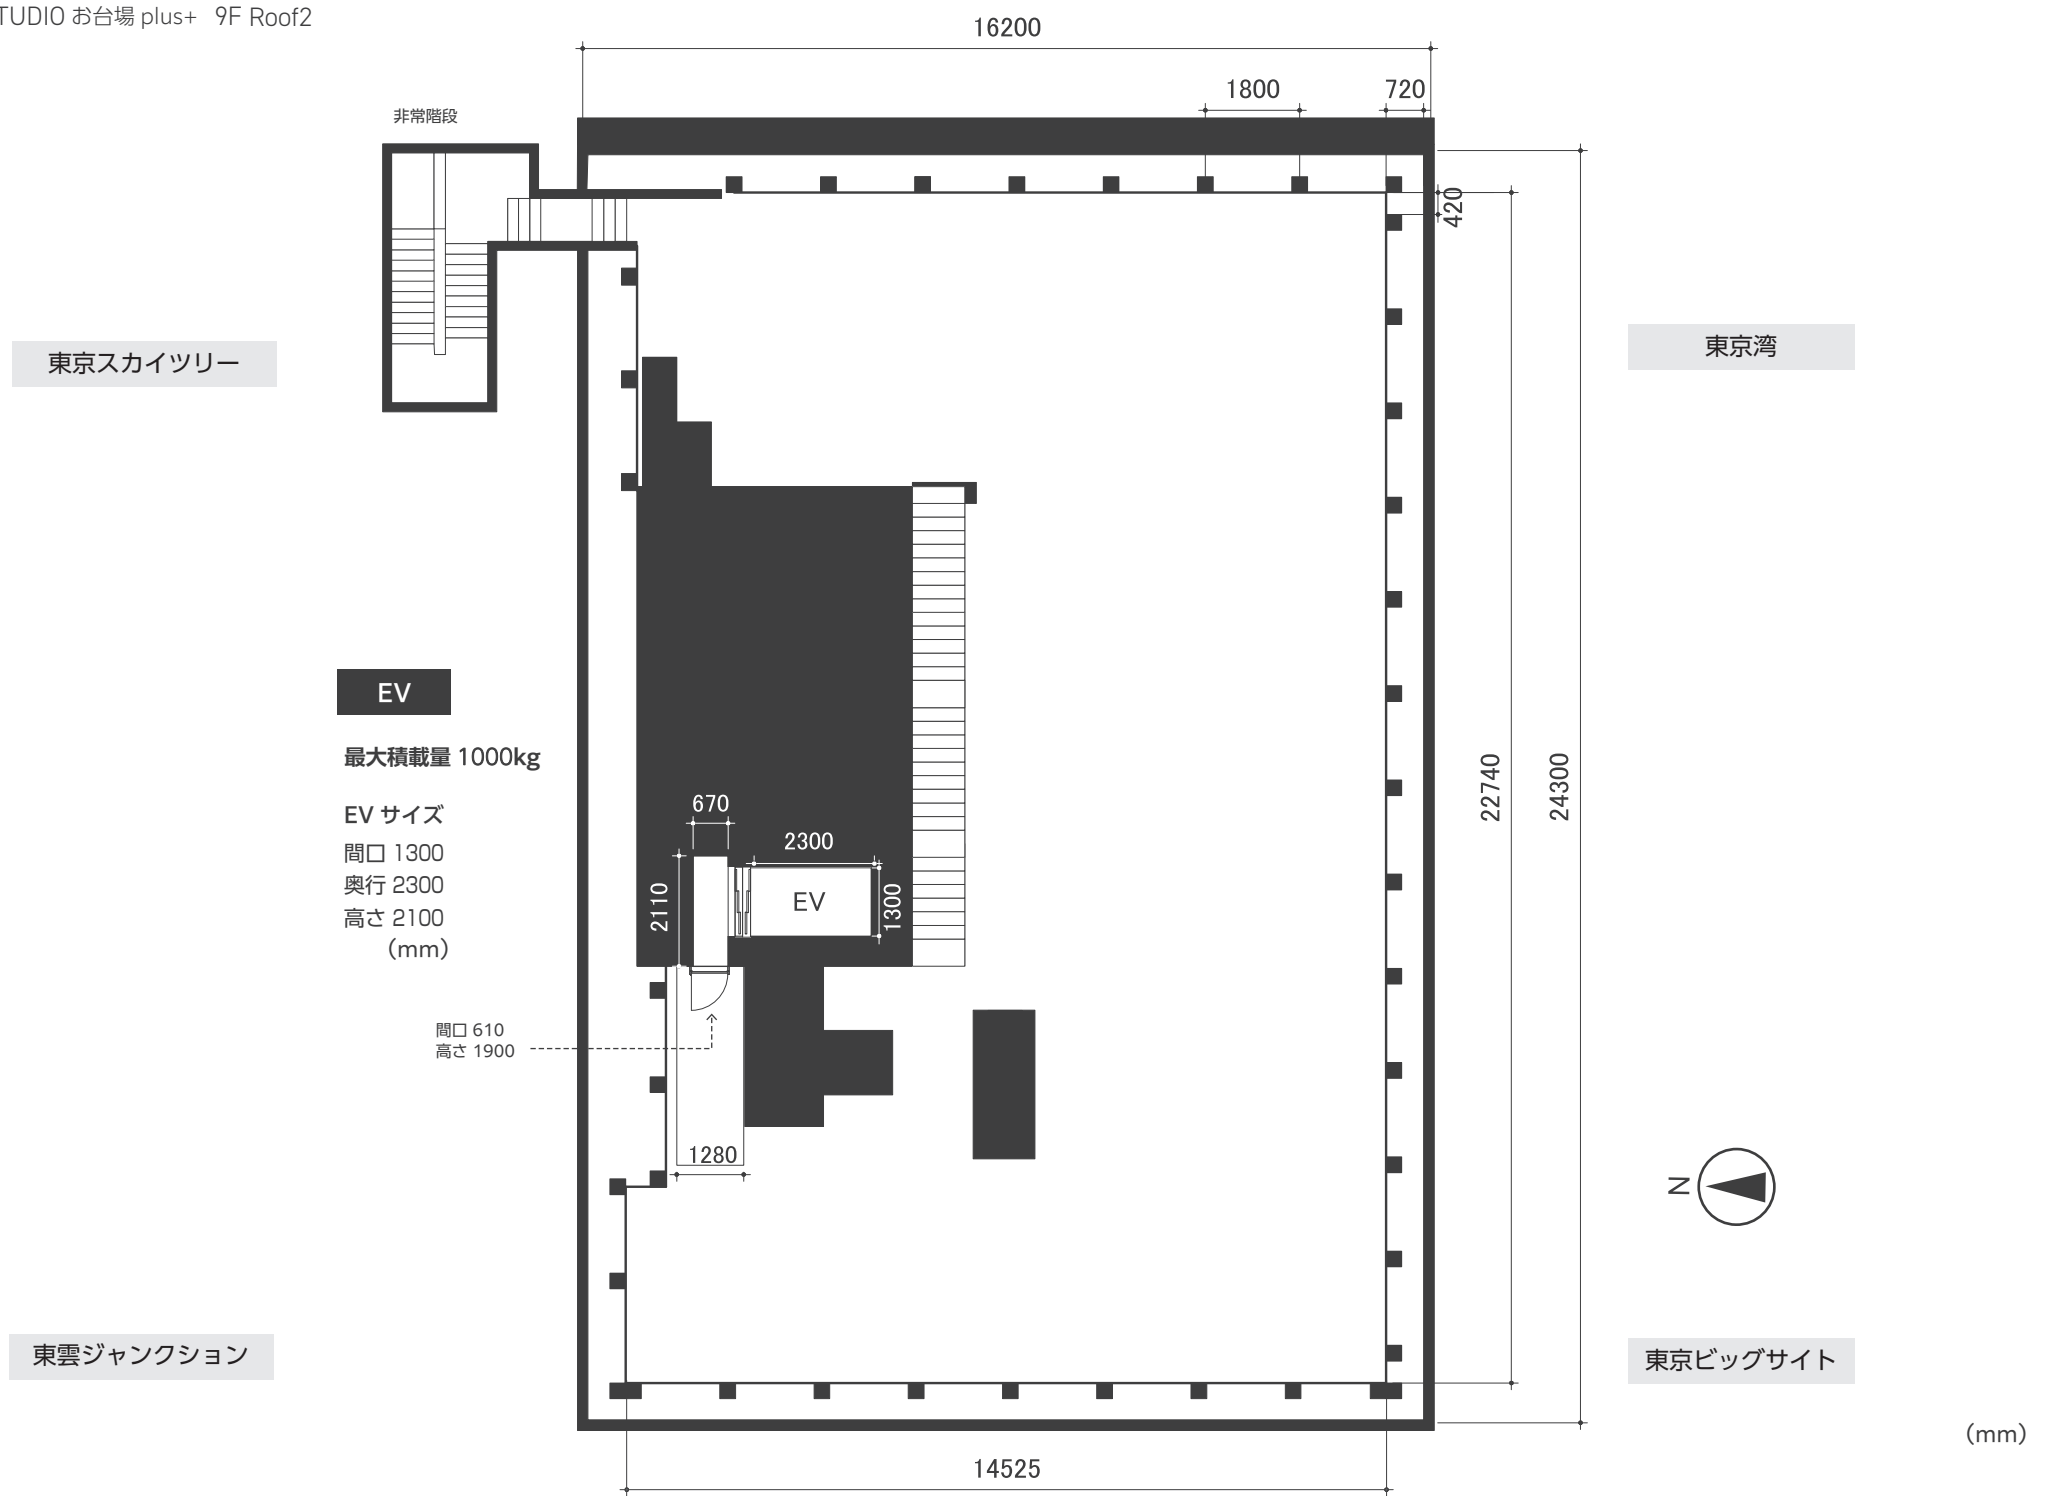 TUDIO お台場 plus+ 9F Roof2
16200
1800
720
非常階段
420
東京スカイツリー
東京湾
EV
最大積載量 1000kg
EV サイズ
間口 1300
奥行 2300
高さ 2100
（mm）
670
2300
2110
EV
1300
22740
24300
間口 610
高さ 1900
1280
N
東雲ジャンクション
東京ビッグサイト
（mm）
14525